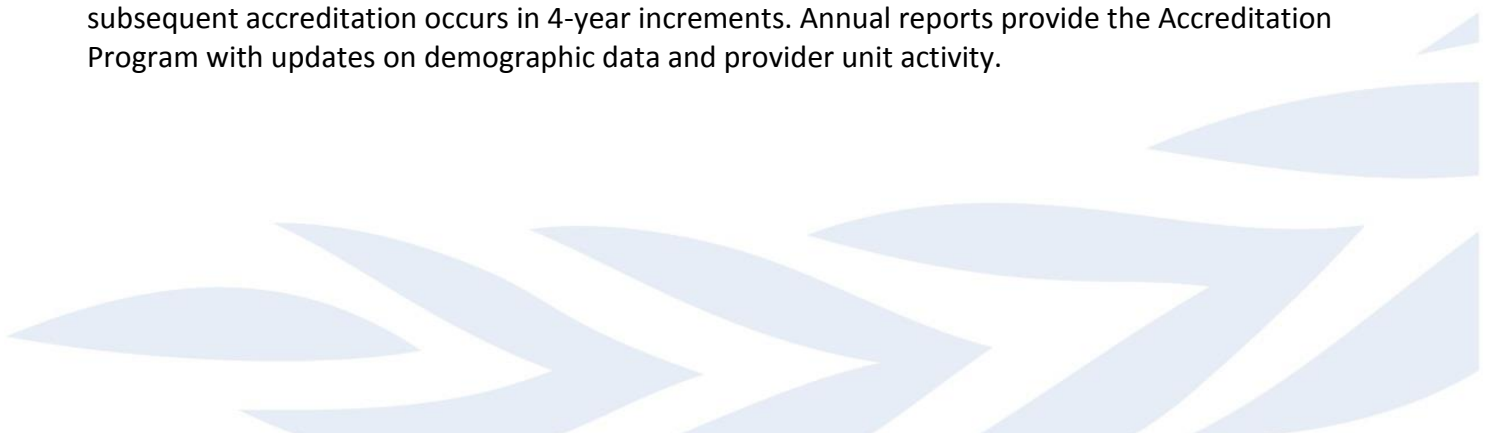 subsequent accreditation occurs in 4-year increments. Annual reports provide the Accreditation
Program with updates on demographic data and provider unit activity.